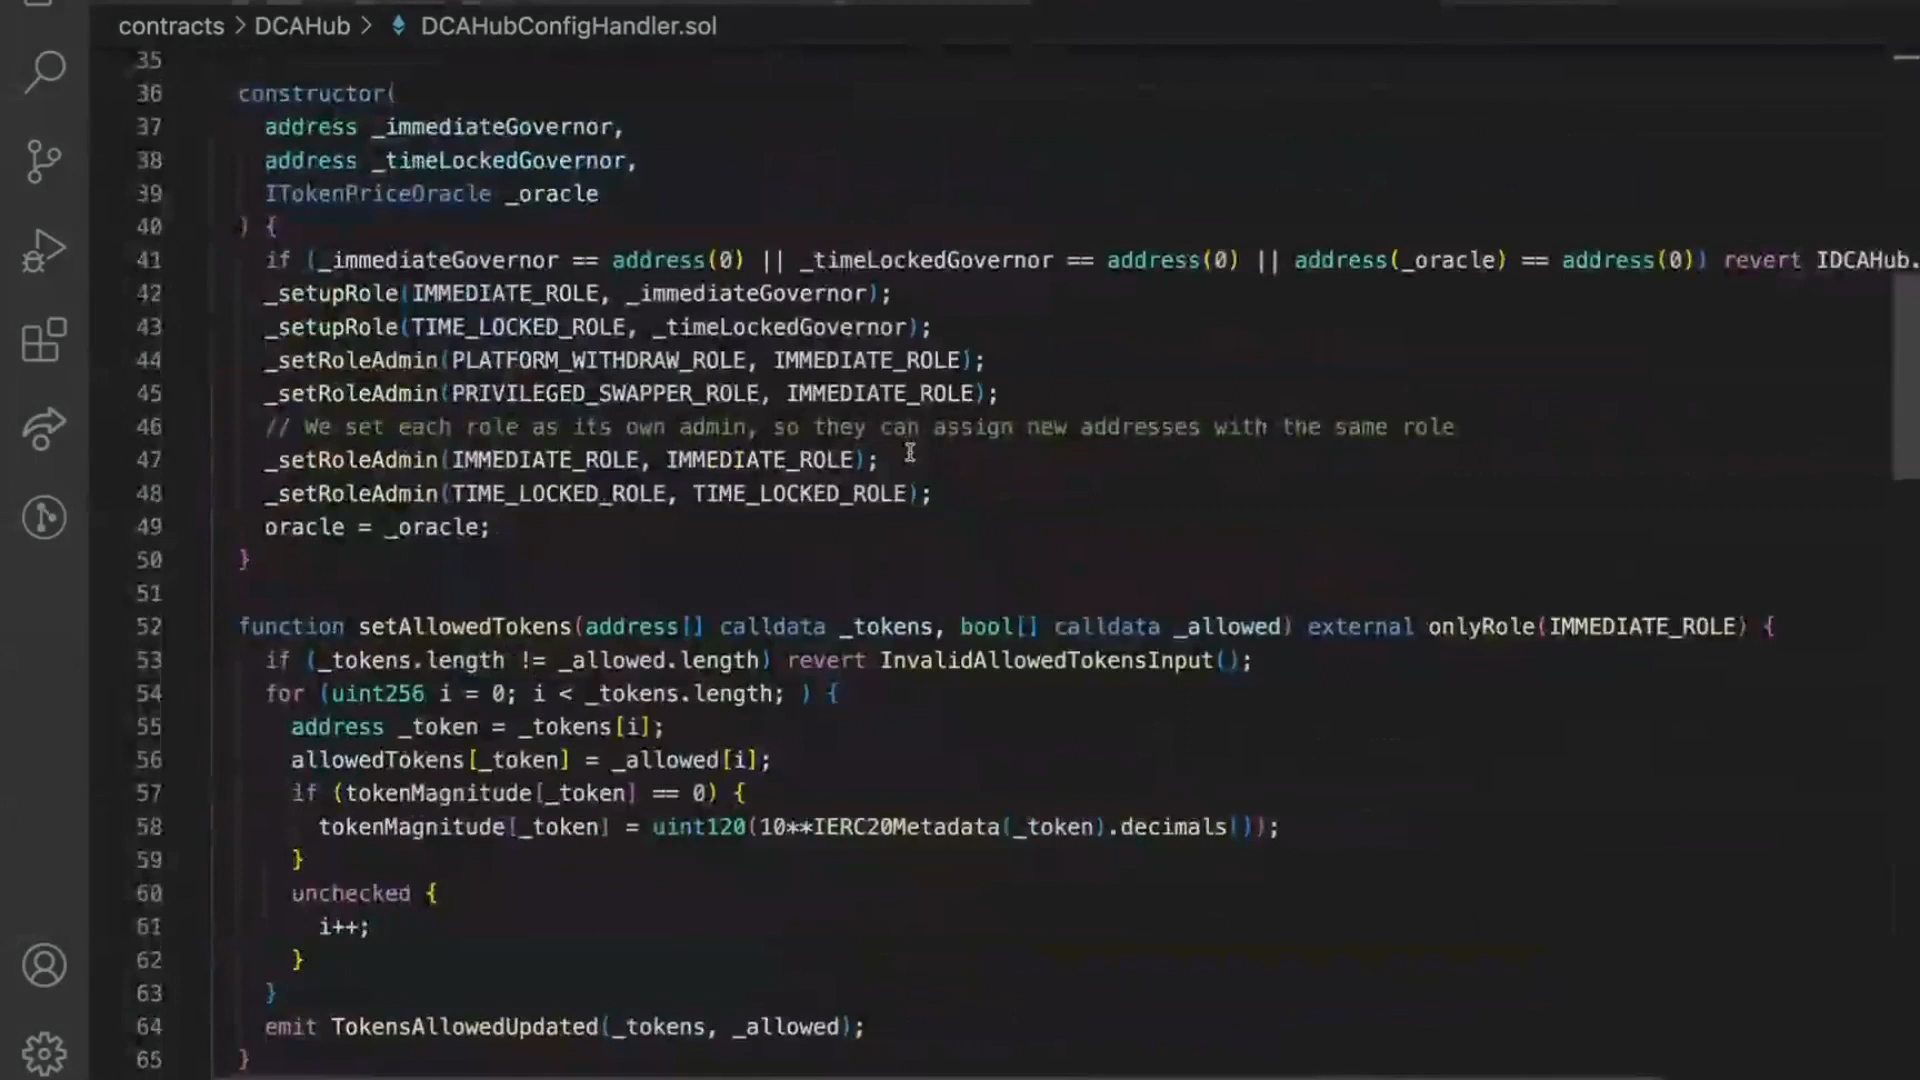 contracts > DCAHub > DCAHubConfigHandler.sol
35
36 constructor(
37 address _immediateGovernor,
38 address _timeLockedGovernor,
39 ITokenPriceOracle _oracle
40 ) {
41 if (_immediateGovernor == address(0) || _timeLockedGovernor == address(0) || address(_oracle) == address(0)) revert IDCAHub.
42 _setupRole(IMMEDIATE_ROLE, _immediateGovernor);
43 _setupRole(TIME_LOCKED_ROLE, _timeLockedGovernor);
44 _setRoleAdmin(PLATFORM_WITHDRAW_ROLE, IMMEDIATE_ROLE);
45 _setRoleAdmin(PRIVILEGED_SWAPPER_ROLE, IMMEDIATE_ROLE);
46 // We set each role as its own admin, so they can assign new addresses with the same role
47 _setRoleAdmin(IMMEDIATE_ROLE, IMMEDIATE_ROLE);
48 _setRoleAdmin(TIME_LOCKED_ROLE, TIME_LOCKED_ROLE);
49 oracle = _oracle;
50 }
51
52 function setAllowedTokens(address[] calldata _tokens, bool[] calldata _allowed) external onlyRole(IMMEDIATE_ROLE) {
53 if (_tokens.length != _allowed.length) revert InvalidAllowedTokensInput();
54 for (uint256 i = 0; i < _tokens.length; ) {
55 address _token = _tokens[i];
56 allowedTokens[_token] = _allowed[i];
57 if (tokenMagnitude[_token] == 0) {
58 tokenMagnitude[_token] = uint120(10**IERC20Metadata(_token).decimals());
59 }
60 unchecked {
61 i++;
62 }
63 }
64 emit TokensAllowedUpdated(_tokens, _allowed);
65 }